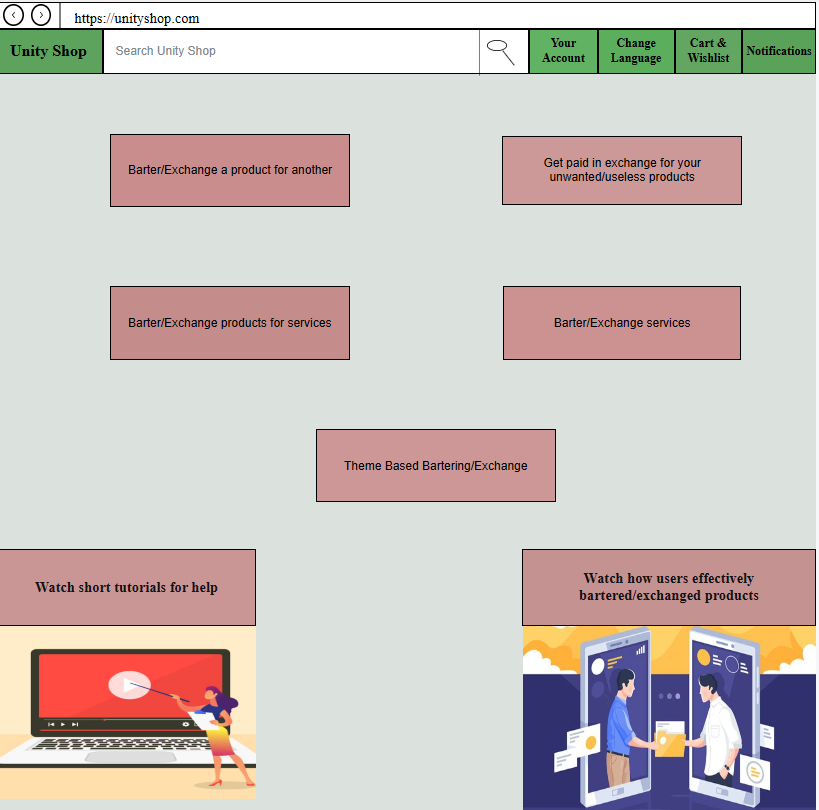 https://unityshop.com
Unity Shop
Search Unity Shop
Your
Account
Change
Language
Cart &
Wishlist
Notifications
Barter/Exchange a product for another
Get paid in exchange for your
unwanted/useless products
Barter/Exchange products for services
Barter/Exchange services
Theme Based Bartering/Exchange
Watch short tutorials for help
Watch how users effectively
bartered/exchanged products